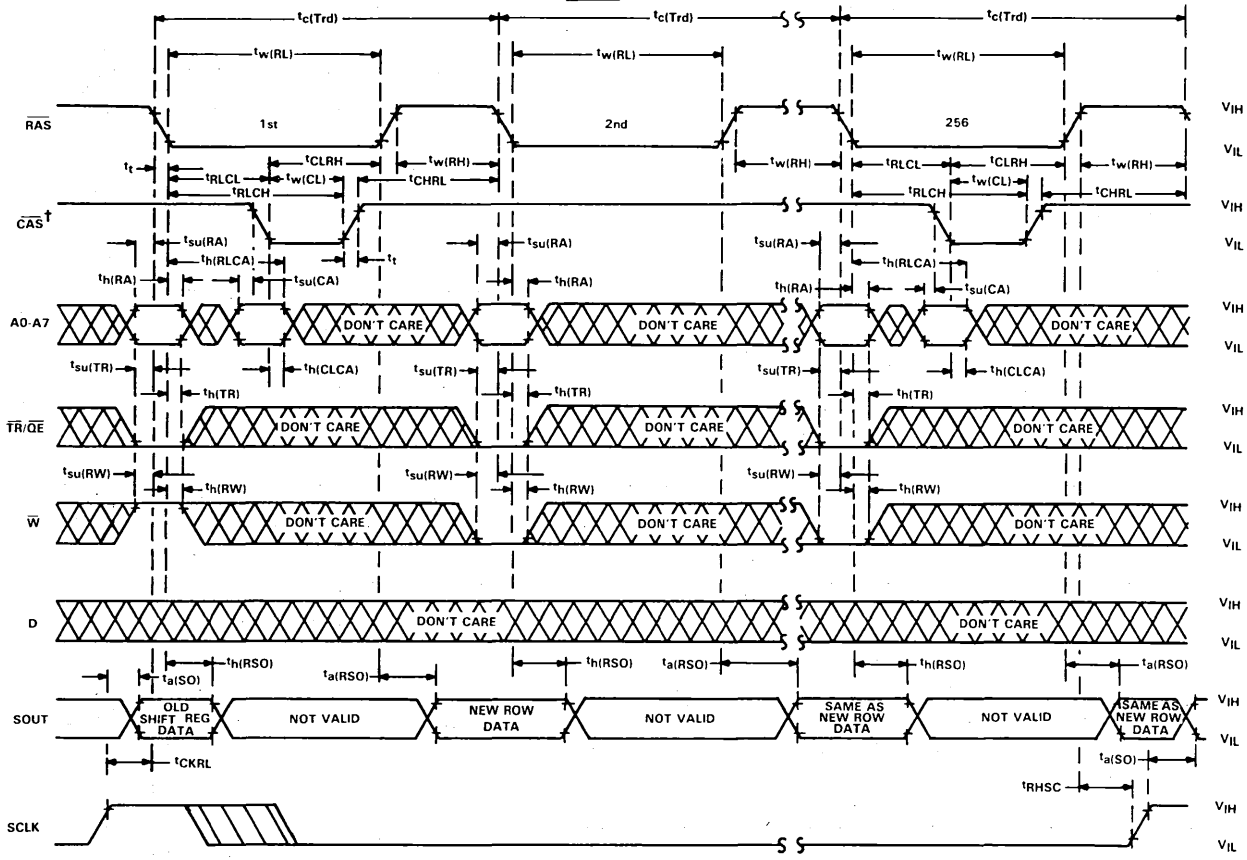 tc(Trd) tc(Trd) tc(Trd)
tw(RL) tw(RL) tw(RL)
RAS 1st 2nd 256 VIH
VIL
tCLRH tw(RH) tw(RH) tRLCL tCLRH tw(RH)
tt tRLCL tw(CL) tCHRL tw(CL)
tRLCH tRLCH tCHRL
CAS† VIH
VIL
tsu(RA) tsu(RA) tsu(RA)
th(RLCA) tt th(RLCA)
th(RA) tsu(CA) th(RA) th(RA) tsu(CA)
A0-A7 DON'T CARE DON'T CARE DON'T CARE VIH
VIL
tsu(TR) th(CLCA) tsu(TR) tsu(TR) th(CLCA)
th(TR) th(TR) th(TR)
TR/QE DON'T CARE DON'T CARE DON'T CARE VIH
VIL
tsu(RW) tsu(RW) tsu(RW)
th(RW) th(RW) th(RW)
W DON'T CARE DON'T CARE DON'T CARE VIH
VIL
D DON'T CARE DON'T CARE VIH
VIL
th(RSO) th(RSO) ta(RSO) th(RSO) ta(RSO)
ta(SO) ta(RSO)
SOUT OLD SHIFT REG DATA NOT VALID NEW ROW DATA NOT VALID SAME AS NEW ROW DATA NOT VALID SAME AS NEW ROW DATA VIH
VIL
tCKRL ta(SO)
tRHSC
SCLK VIH
VIL